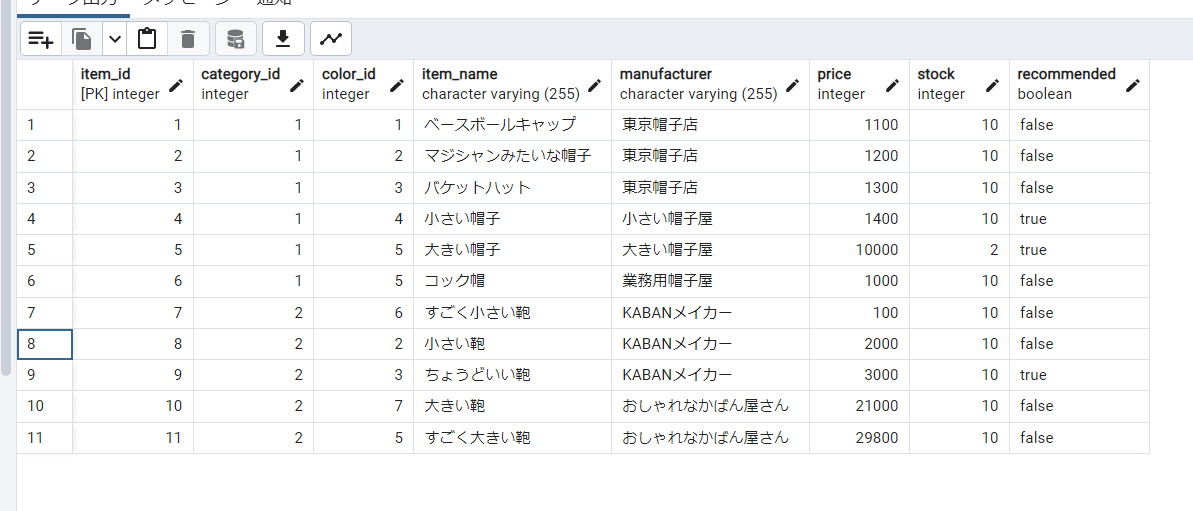 item_id category_id color_id item_name manufacturer price stock recommended
[PK] integer integer integer character varying (255) character varying (255) integer integer boolean
1 1 1 1 ベースボールキャップ 東京帽子店 1100 10 false
2 2 1 2 マジシャンみたいな帽子 東京帽子店 1200 10 false
3 3 1 3 バケットハット 東京帽子店 1300 10 false
4 4 1 4 小さい帽子 小さい帽子屋 1400 10 true
5 5 1 5 大きい帽子 大きい帽子屋 10000 2 true
6 6 1 5 コック帽 業務用帽子屋 1000 10 false
7 7 2 6 すごく小さい鞄 KABANメイカー 100 10 false
8 8 2 2 小さい鞄 KABANメイカー 2000 10 false
9 9 2 3 ちょうどいい鞄 KABANメイカー 3000 10 true
10 10 2 7 大きい鞄 おしゃれなかばん屋さん 21000 10 false
11 11 2 5 すごく大きい鞄 おしゃれなかばん屋さん 29800 10 false